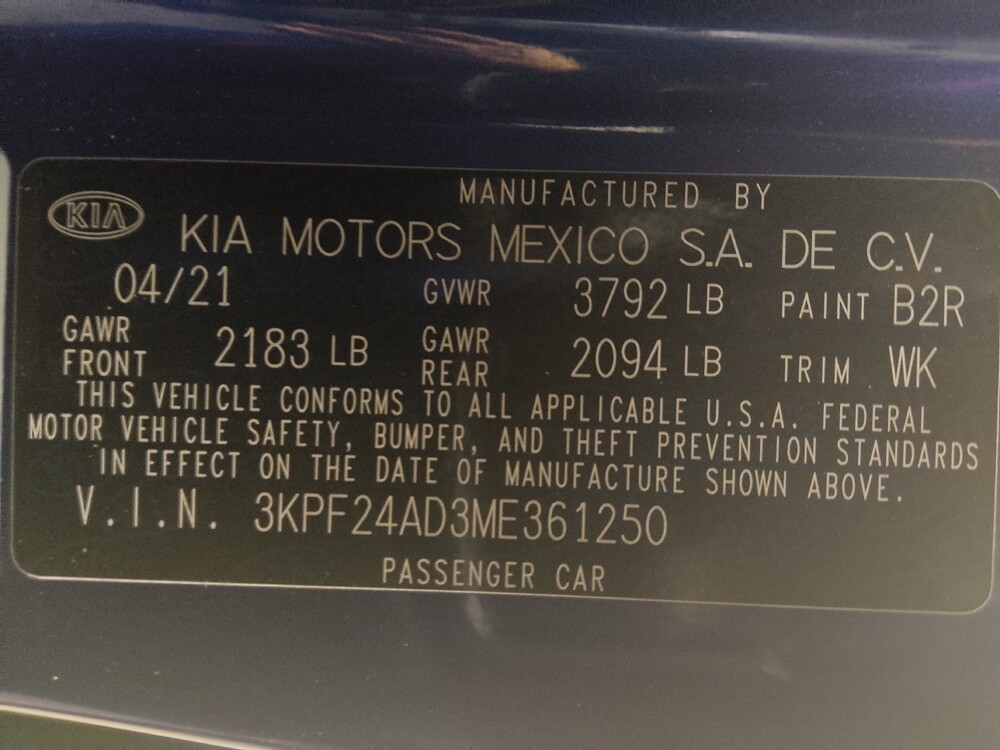 MANUFACTURED BY
KIA
KIA MOTORS MEXICO S.A. DE C.V.
04/21 GVWR 3792 LB PAINT B2R
GAWR FRONT 2183 LB GAWR REAR 2094 LB TRIM WK
THIS VEHICLE CONFORMS TO ALL APPLICABLE U.S.A. FEDERAL
MOTOR VEHICLE SAFETY, BUMPER, AND THEFT PREVENTION STANDARDS
IN EFFECT ON THE DATE OF MANUFACTURE SHOWN ABOVE.
V.I.N. 3KPF24AD3ME361250
PASSENGER CAR